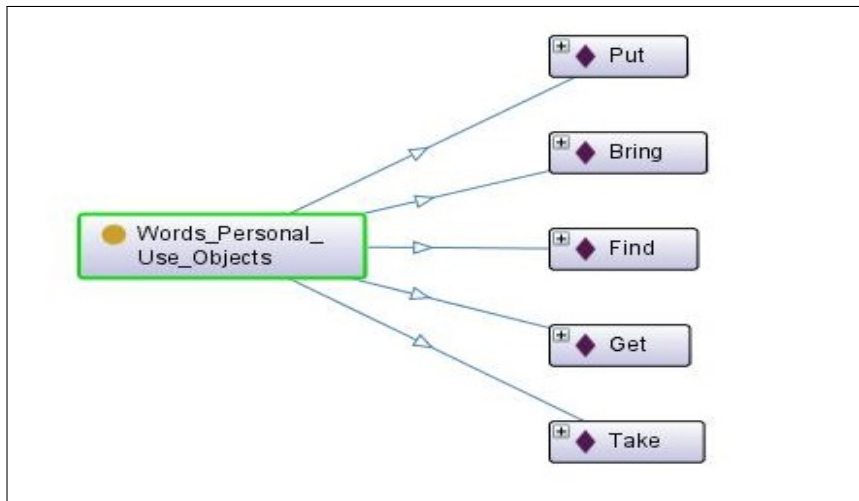 Put
Bring
Words_Personal_
Use_Objects
Find
Get
Take